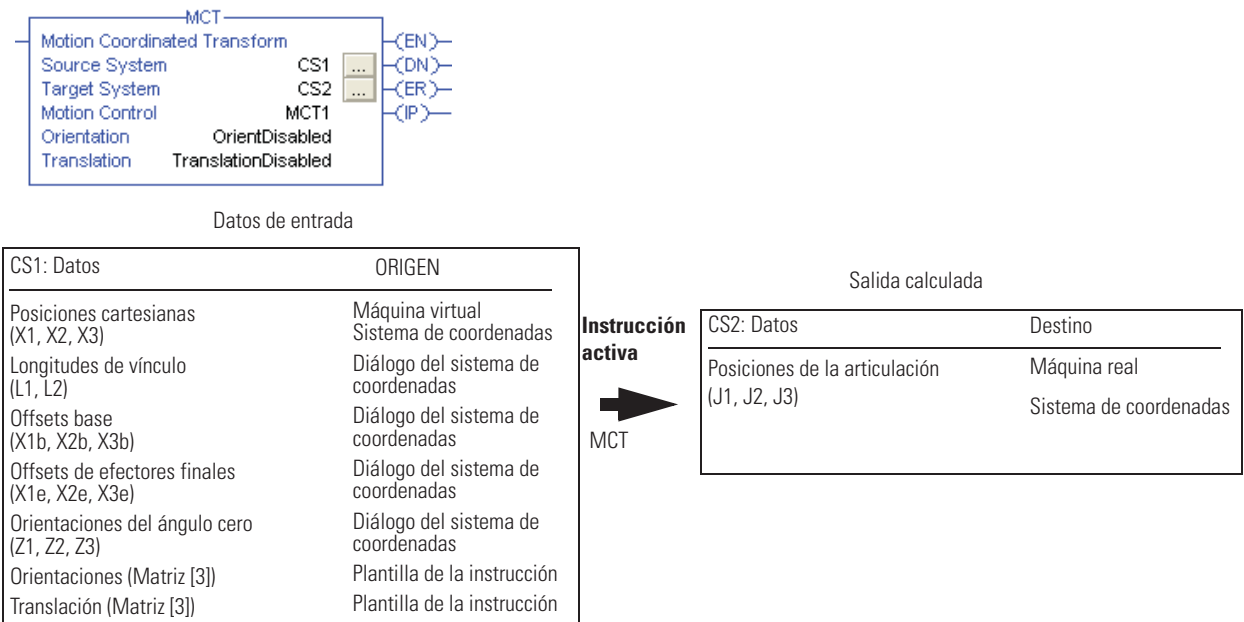 MCT
Motion Coordinated Transform (EN)
Source System CS1 ... (DN)
Target System CS2 ... (ER)
Motion Control MCT1 (IP)
Orientation OrientDisabled
Translation TranslationDisabled
Datos de entrada
CS1: Datos ORIGEN
Posiciones cartesianas Máquina virtual
(X1, X2, X3) Sistema de coordenadas
Longitudes de vínculo Diálogo del sistema de
(L1, L2) coordenadas
Offsets base Diálogo del sistema de
(X1b, X2b, X3b) coordenadas
Offsets de efectores finales Diálogo del sistema de
(X1e, X2e, X3e) coordenadas
Orientaciones del ángulo cero Diálogo del sistema de
(Z1, Z2, Z3) coordenadas
Orientaciones (Matriz [3]) Plantilla de la instrucción
Translación (Matriz [3]) Plantilla de la instrucción
Instrucción
activa
MCT
Salida calculada
CS2: Datos Destino
Posiciones de la articulación Máquina real
(J1, J2, J3) Sistema de coordenadas